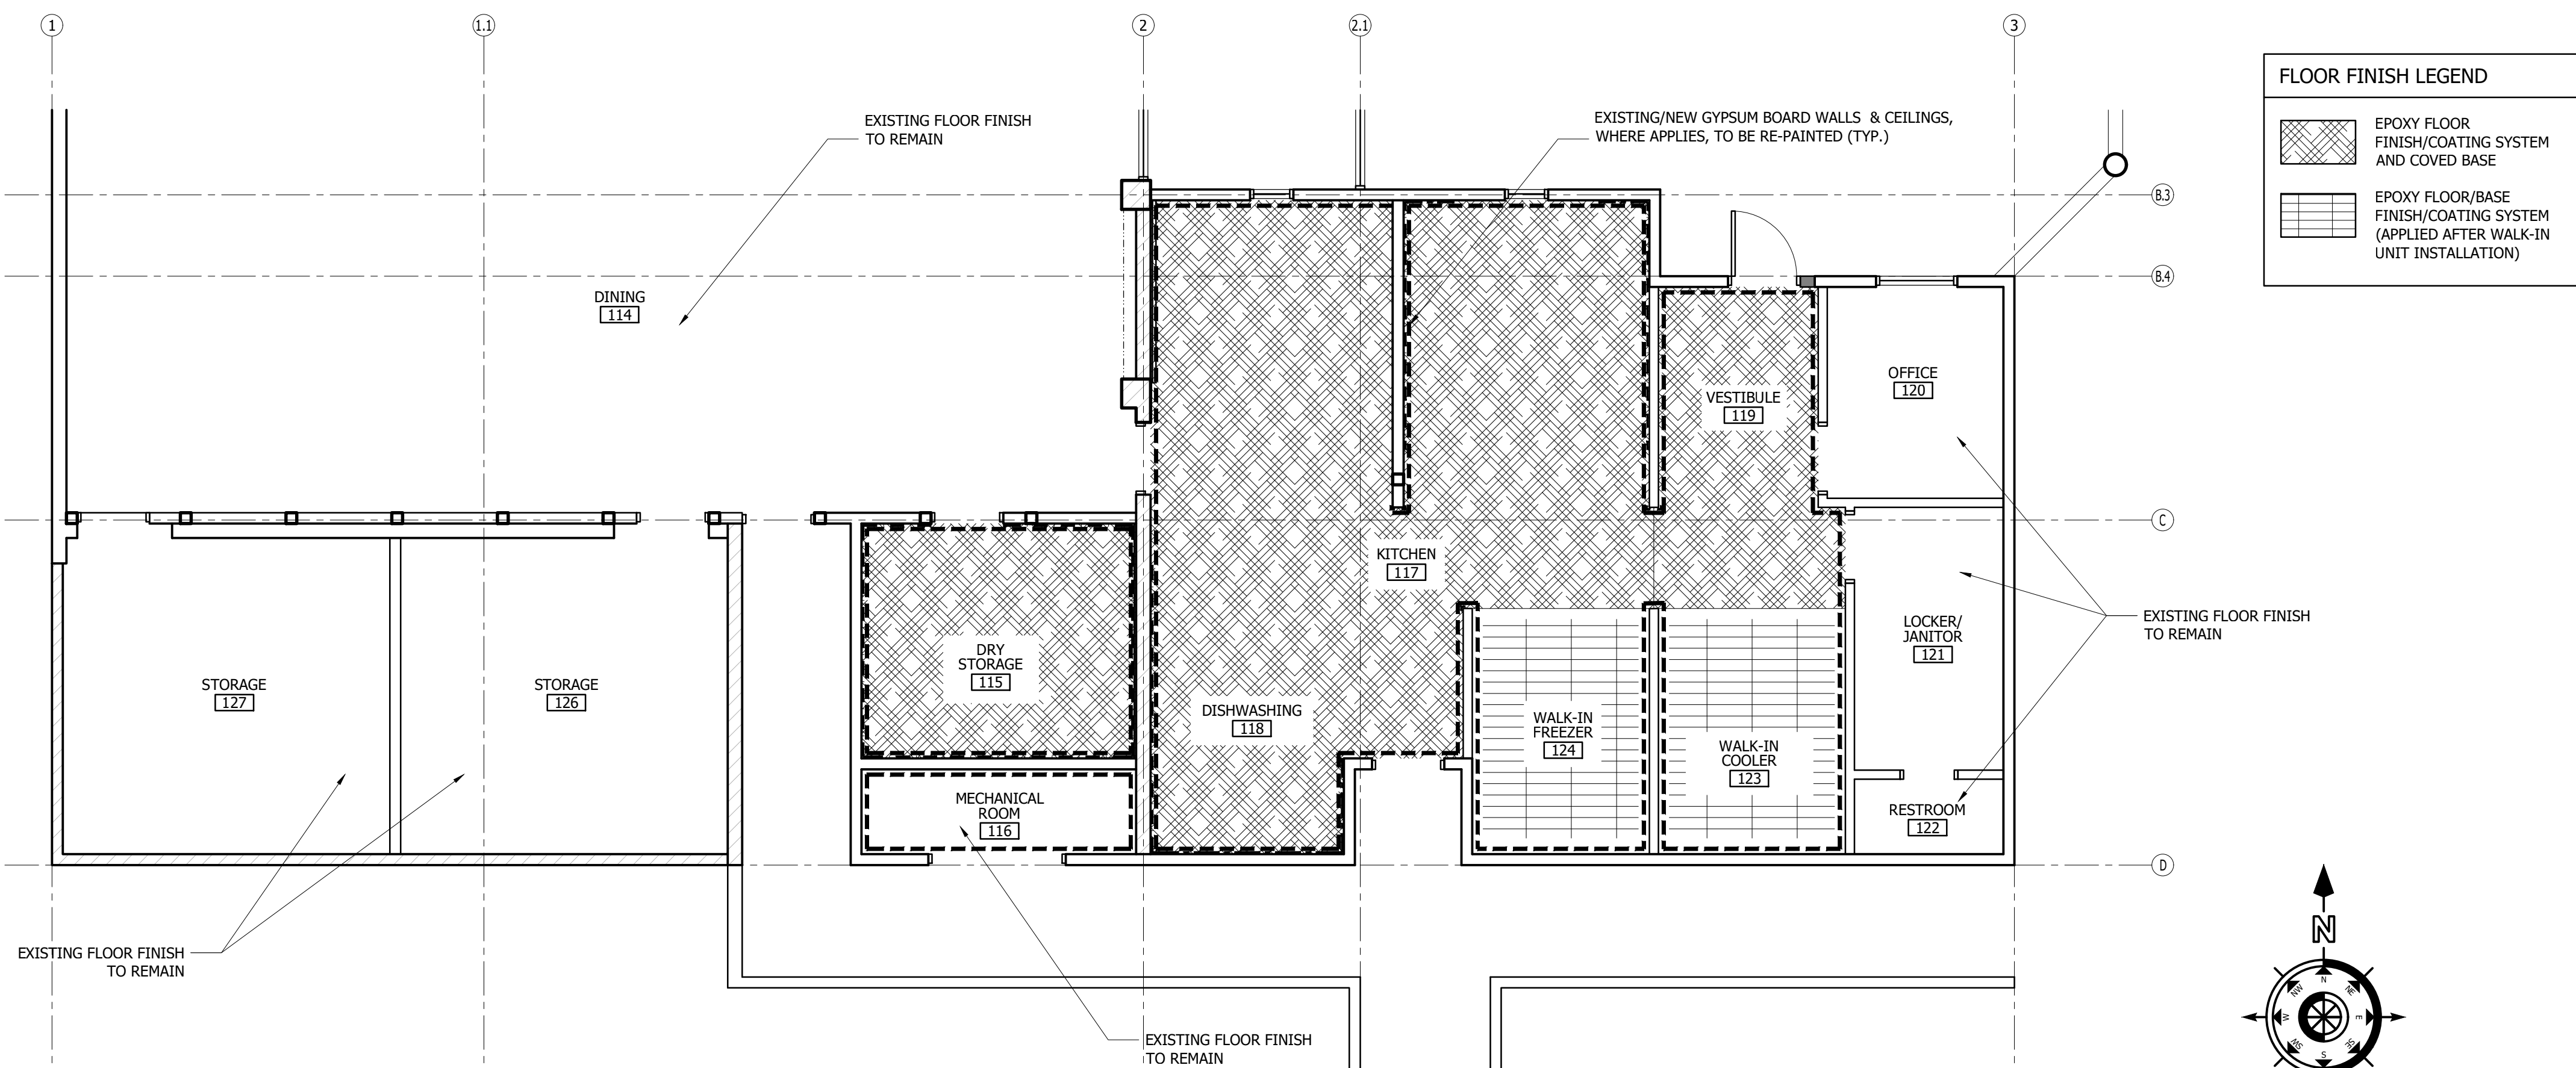 1
1.1
2
2.1
3
FLOOR FINISH LEGEND
EPOXY FLOOR
FINISH/COATING SYSTEM
AND COVED BASE
EPOXY FLOOR/BASE
FINISH/COATING SYSTEM
(APPLIED AFTER WALK-IN
UNIT INSTALLATION)
EXISTING FLOOR FINISH
TO REMAIN
EXISTING/NEW GYPSUM BOARD WALLS & CEILINGS,
WHERE APPLIES, TO BE RE-PAINTED (TYP.)
B.3
B.4
DINING
114
OFFICE
120
VESTIBULE
119
C
KITCHEN
117
LOCKER/
JANITOR
121
EXISTING FLOOR FINISH
TO REMAIN
DRY
STORAGE
115
STORAGE
127
STORAGE
126
DISHWASHING
118
WALK-IN
FREEZER
124
WALK-IN
COOLER
123
MECHANICAL
ROOM
116
RESTROOM
122
D
EXISTING FLOOR FINISH
TO REMAIN
EXISTING FLOOR FINISH
TO REMAIN
N
N
NE
E
SE
S
SW
W
NW